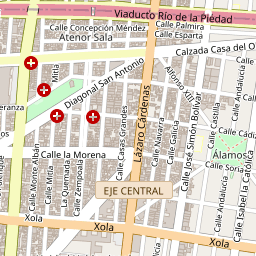 Viaducto Río de la Piedad
Calle Palmira
Calle Concepción Méndez
Calle Esparta
Atenor Sala
Calzada Casa del O
Mitla
Diagonal San Antonio
Alfonso XIII
eranza
Calle Casas Grandes
Lázaro Cárdenas
Calle Navarra
Calle Galicia
Calle José Simón Bolívar
Calle Castilla
Calle Andalucía
Álamos
Calle la Morena
Calle Soria
Calle Monte Albán
La Quemada
Mitla
Calle Zempoala
EJE CENTRAL
Calle Andalucía
Calle Isabel la Católica
Xola
Xola